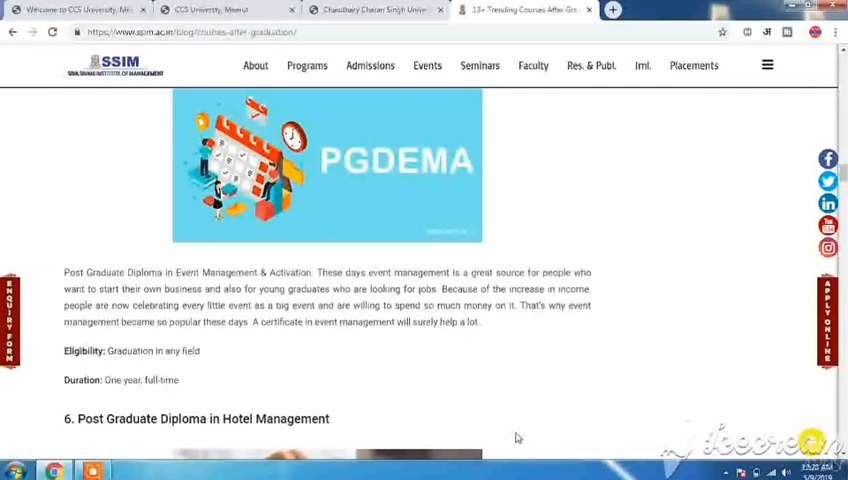 Welcome to CCS University, Me
CCS University, Meerut
Chaudhary Charan Singh Unive
13+ Trending Courses After Gra
https://www.ssim.ac.in/blog/courses-after-graduation/
SSIM
SIVA SIVANI INSTITUTE OF MANAGEMENT
About Programs Admissions Events Seminars Faculty Res. & Publ. Iml. Placements
PGDEMA
Post Graduate Diploma in Event Management & Activation. These days event management is a great source for people who
want to start their own business and also for young graduates who are looking for jobs. Because of the increase in income,
people are now celebrating every little event as a big event and are willing to spend so much money on it. That's why event
management became so popular these days. A certificate in event management will surely help a lot.
Eligibility: Graduation in any field
Duration: One year, full-time
6. Post Graduate Diploma in Hotel Management
ENQUIRY FORM
APPLY ONLINE
Icecream
5/9/2019